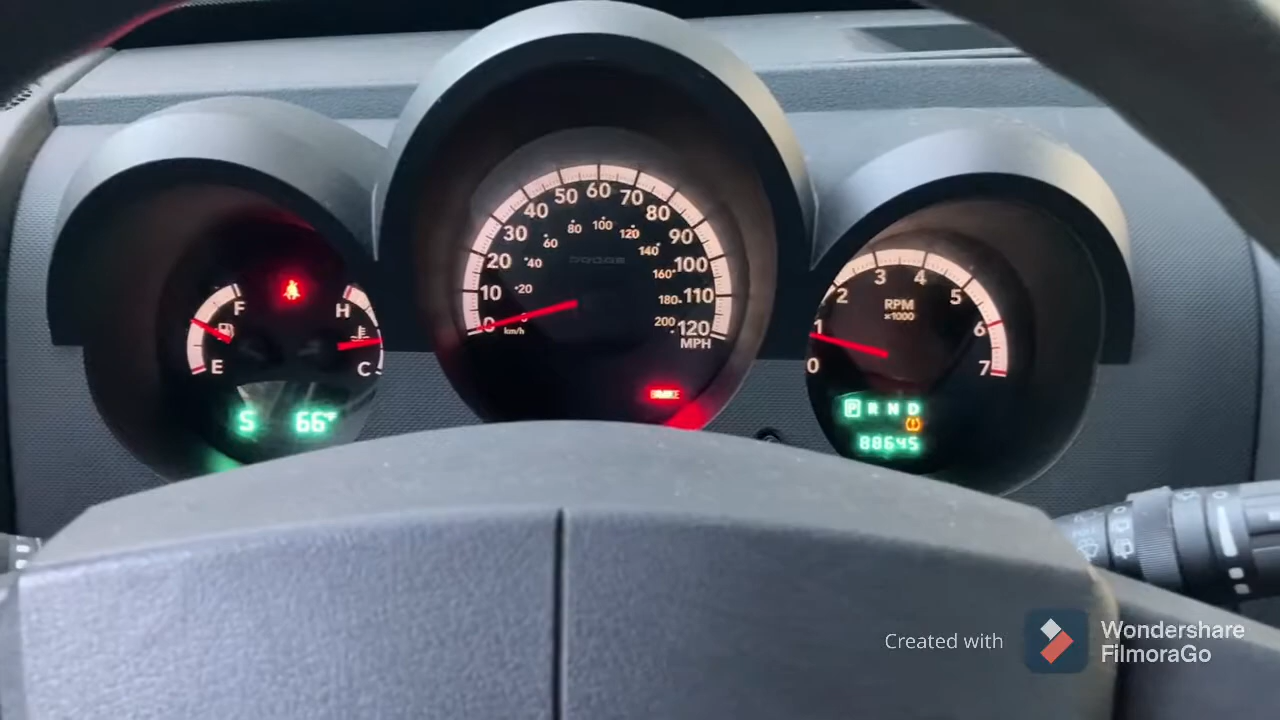 F
H
E
C
S 66°
0 10 20 30 40 50 60 70 80 90 100 110 120
MPH
20 40 60 80 100 120 140 160 180 200
km/h
DODGE
BRAKE
0 1 2 3 4 5 6 7
RPM
x1000
P R N D
88645
Created with
Wondershare
FilmoraGo